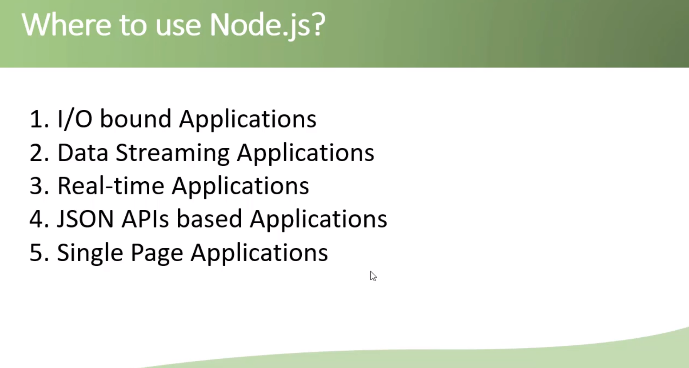 Where to use Node.js?
1. I/O bound Applications
2. Data Streaming Applications
3. Real-time Applications
4. JSON APIs based Applications
5. Single Page Applications